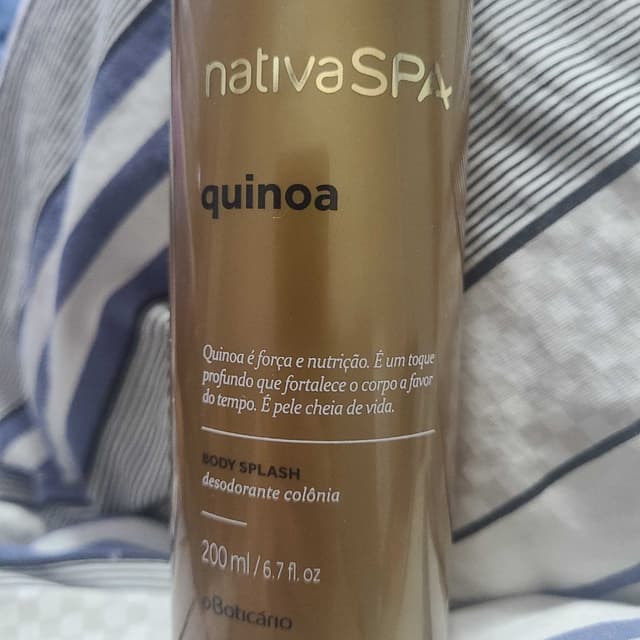 nativaSPA
quinoa
Quinoa é força e nutrição. É um toque
profundo que fortalece o corpo a favor
do tempo. É pele cheia de vida.
BODY SPLASH
desodorante colônia
200 ml / 6.7 fl. oz
oBoticário